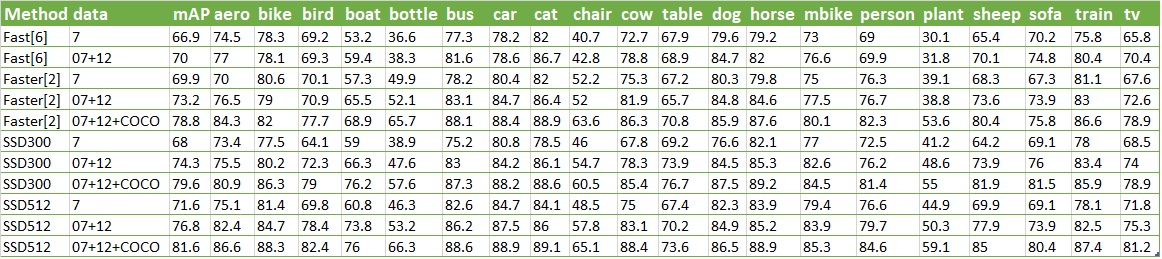 Method data mAP aero bike bird boat bottle bus car cat chair cow table dog horse mbike person plant sheep sofa train tv
Fast[6] 7 66.9 74.5 78.3 69.2 53.2 36.6 77.3 78.2 82 40.7 72.7 67.9 79.6 79.2 73 69 30.1 65.4 70.2 75.8 65.8
Fast[6] 07+12 70 77 78.1 69.3 59.4 38.3 81.6 78.6 86.7 42.8 78.8 68.9 84.7 82 76.6 69.9 31.8 70.1 74.8 80.4 70.4
Faster[2] 7 69.9 70 80.6 70.1 57.3 49.9 78.2 80.4 82 52.2 75.3 67.2 80.3 79.8 75 76.3 39.1 68.3 67.3 81.1 67.6
Faster[2] 07+12 73.2 76.5 79 70.9 65.5 52.1 83.1 84.7 86.4 52 81.9 65.7 84.8 84.6 77.5 76.7 38.8 73.6 73.9 83 72.6
Faster[2] 07+12+COCO 78.8 84.3 82 77.7 68.9 65.7 88.1 88.4 88.9 63.6 86.3 70.8 85.9 87.6 80.1 82.3 53.6 80.4 75.8 86.6 78.9
SSD300 7 68 73.4 77.5 64.1 59 38.9 75.2 80.8 78.5 46 67.8 69.2 76.6 82.1 77 72.5 41.2 64.2 69.1 78 68.5
SSD300 07+12 74.3 75.5 80.2 72.3 66.3 47.6 83 84.2 86.1 54.7 78.3 73.9 84.5 85.3 82.6 76.2 48.6 73.9 76 83.4 74
SSD300 07+12+COCO 79.6 80.9 86.3 79 76.2 57.6 87.3 88.2 88.6 60.5 85.4 76.7 87.5 89.2 84.5 81.4 55 81.9 81.5 85.9 78.9
SSD512 7 71.6 75.1 81.4 69.8 60.8 46.3 82.6 84.7 84.1 48.5 75 67.4 82.3 83.9 79.4 76.6 44.9 69.9 69.1 78.1 71.8
SSD512 07+12 76.8 82.4 84.7 78.4 73.8 53.2 86.2 87.5 86 57.8 83.1 70.2 84.9 85.2 83.9 79.7 50.3 77.9 73.9 82.5 75.3
SSD512 07+12+COCO 81.6 86.6 88.3 82.4 76 66.3 88.6 88.9 89.1 65.1 88.4 73.6 86.5 88.9 85.3 84.6 59.1 85 80.4 87.4 81.2